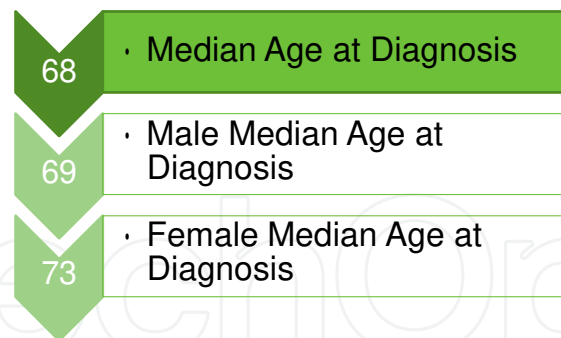 68
· Median Age at Diagnosis
69
· Male Median Age at
Diagnosis
73
· Female Median Age at
Diagnosis